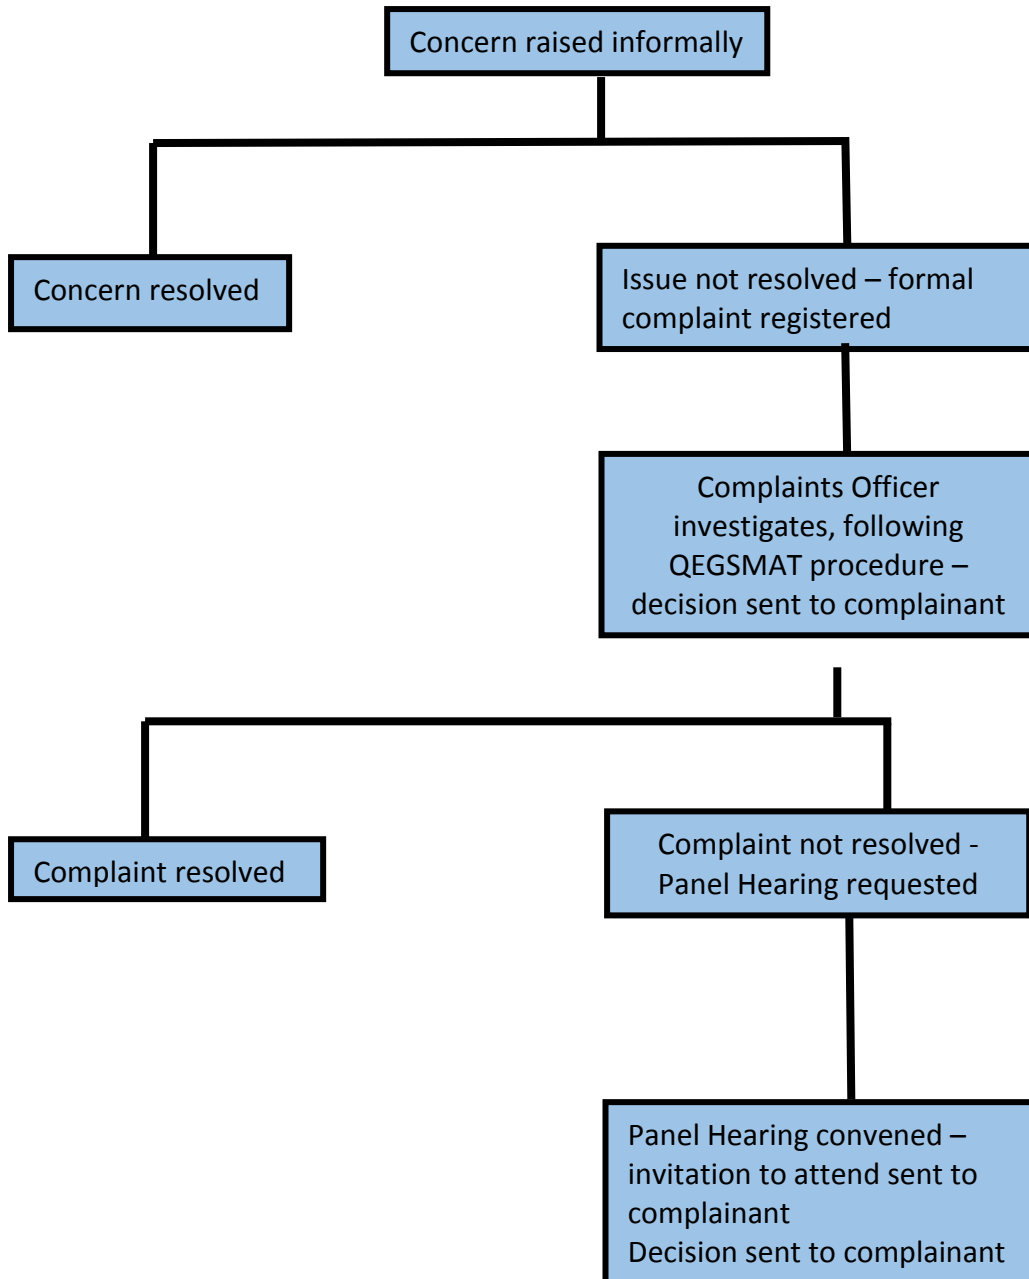 Concern raised informally
Concern resolved
Issue not resolved – formal
complaint registered
Complaints Officer
investigates, following
QEGSMAT procedure –
decision sent to complainant
Complaint resolved
Complaint not resolved -
Panel Hearing requested
Panel Hearing convened –
invitation to attend sent to
complainant
Decision sent to complainant